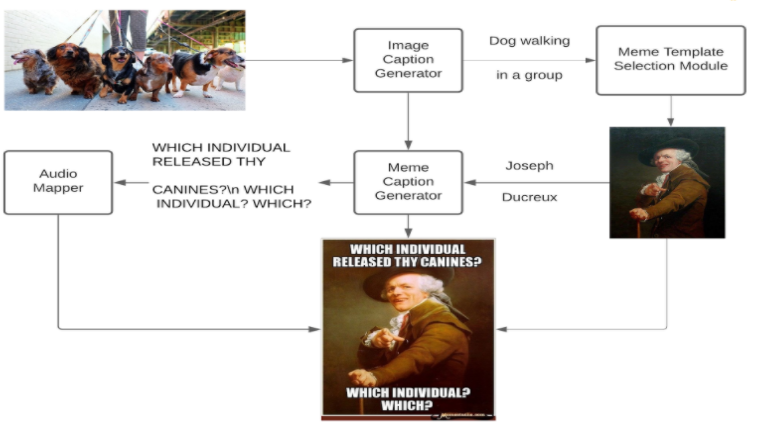 Image
Caption
Generator
Dog walking
in a group
Meme Template
Selection Module
Audio
Mapper
WHICH INDIVIDUAL
RELEASED THY
CANINES?\n WHICH
INDIVIDUAL? WHICH?
Meme
Caption
Generator
Joseph
Ducreux
WHICH INDIVIDUAL
RELEASED THY CANINES?
WHICH INDIVIDUAL?
WHICH?